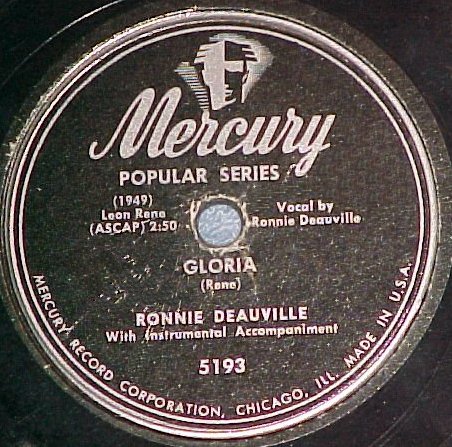 Mercury
POPULAR SERIES
(1949)
Leon Rene
(ASCAP) 2:50
Vocal by
Ronnie Deauville
GLORIA
(Rene)
RONNIE DEAUVILLE
With Instrumental Accompaniment
5193
MERCURY RECORD CORPORATION, CHICAGO, ILL. MADE IN U.S.A.